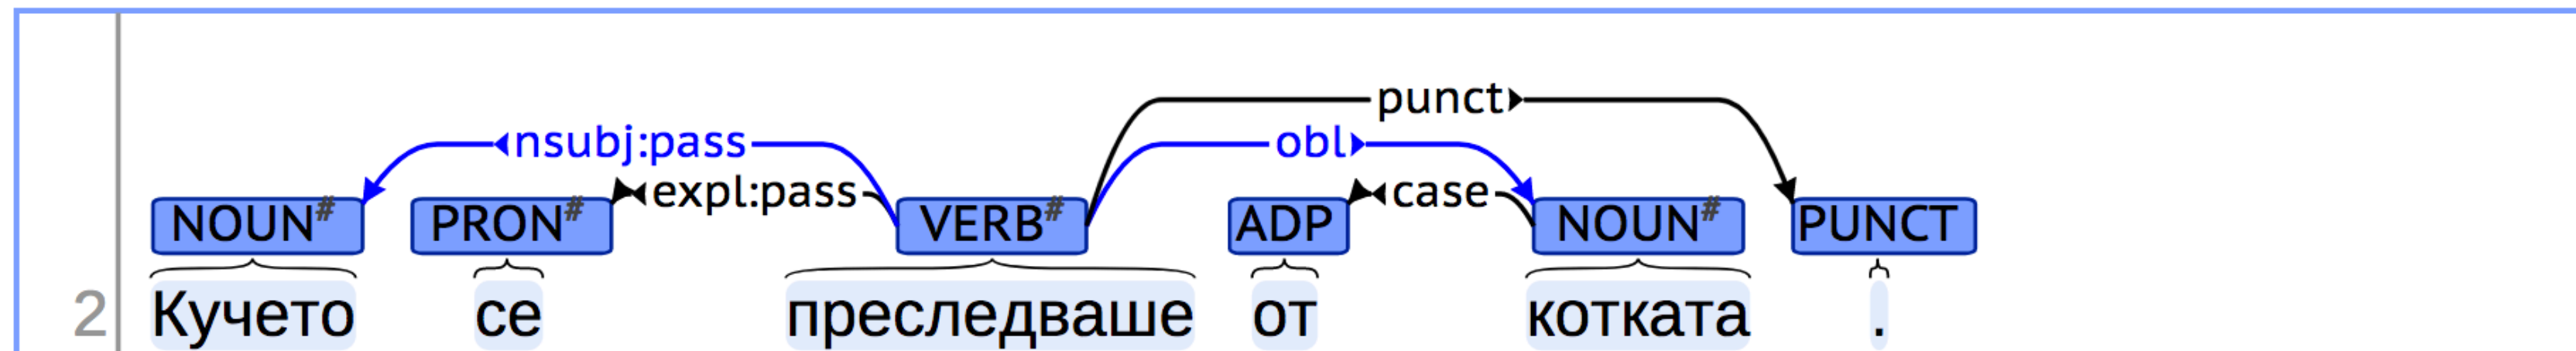 punct
nsubj:pass obl
expl:pass case
NOUN# PRON# VERB# ADP NOUN# PUNCT
2 Кучето се преследваше от котката .